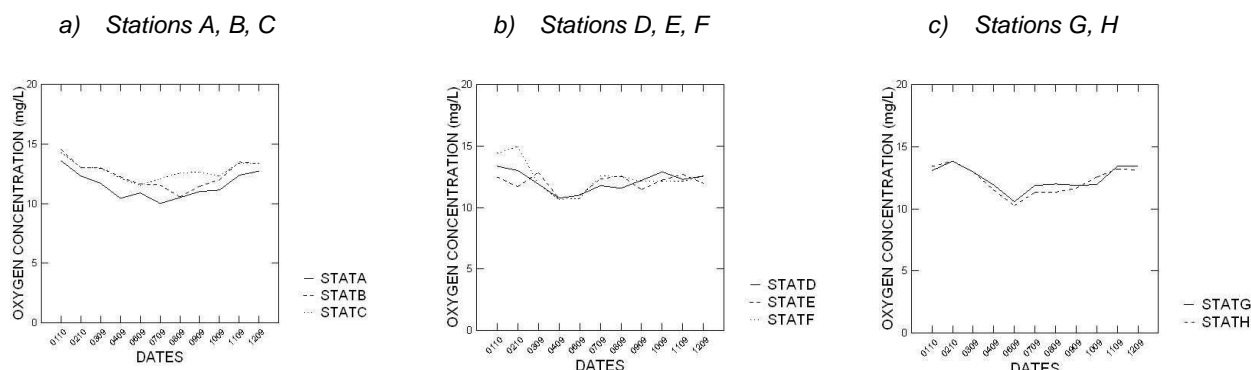 a) Stations A, B, C
20
15
10
5
0
OXYGEN CONCENTRATION (mg/L)
0110 0210 0309 0409 0609 0709 0809 0909 1009 1109 1209
DATES
STATA
STATB
STATC
b) Stations D, E, F
20
15
10
5
0
OXYGEN CONCENTRATION (mg/L)
0110 0210 0309 0409 0609 0709 0809 0909 1009 1109 1209
DATES
STATD
STATE
STATF
c) Stations G, H
20
15
10
5
0
OXYGEN CONCENTRATION (mg/L)
0110 0210 0309 0409 0609 0709 0809 0909 1009 1109 1209
DATES
STATG
STATH